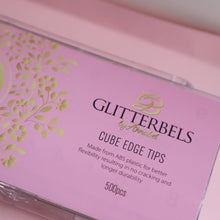 GLITTERBELS
CUBE EDGE TIPS
Made from ABS plastic for better
flexibility resulting in no cracking and
longer durability
500pcs